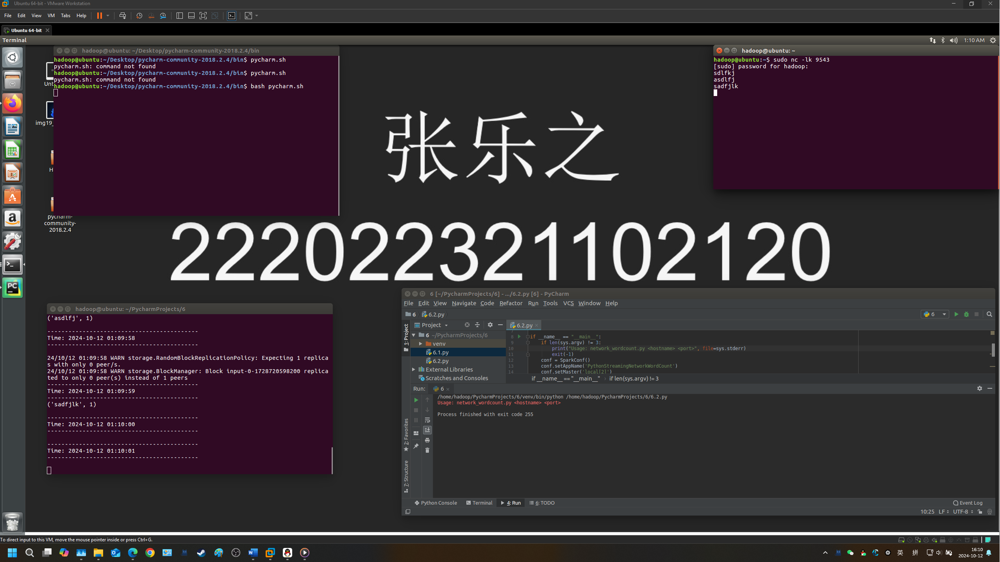 Ubuntu 64-bit - VMware Workstation
File Edit View VM Tabs Help
Ubuntu 64-bit
Terminal
1:10 AM
hadoop@ubuntu: ~/Desktop/pycharm-community-2018.2.4/bin
hadoop@ubuntu:~/Desktop/pycharm-community-2018.2.4/bin$ pycharm.sh
pycharm.sh: command not found
hadoop@ubuntu:~/Desktop/pycharm-community-2018.2.4/bin$ pycharm.sh
pycharm.sh: command not found
hadoop@ubuntu:~/Desktop/pycharm-community-2018.2.4/bin$ bash pycharm.sh
hadoop@ubuntu: ~
hadoop@ubuntu:~$ sudo nc -lk 9543
[sudo] password for hadoop:
sdlfkj
asdlfj
sadfjlk
Unt
img19_
H
pycharm-
community-
2018.2.4
张乐之
222022321102120
hadoop@ubuntu: ~/PycharmProjects/6
('asdlfj', 1)
-------------------------------------------
Time: 2024-10-12 01:09:58
-------------------------------------------
24/10/12 01:09:58 WARN storage.RandomBlockReplicationPolicy: Expecting 1 replica
s with only 0 peer/s.
24/10/12 01:09:58 WARN storage.BlockManager: Block input-0-1728720598200 replica
ted to only 0 peer(s) instead of 1 peers
-------------------------------------------
Time: 2024-10-12 01:09:59
-------------------------------------------
('sadfjlk', 1)
-------------------------------------------
Time: 2024-10-12 01:10:00
-------------------------------------------
-------------------------------------------
Time: 2024-10-12 01:10:01
-------------------------------------------
6 [~/PycharmProjects/6] - .../6.2.py [6] - PyCharm
File Edit View Navigate Code Refactor Run Tools VCS Window Help
6 6.2.py
6
1: Project
Project
6.2.py
6 ~/PycharmProjects/6
venv
6.1.py
6.2.py
External Libraries
Scratches and Consoles
7
8 if __name__ == "__main__":
9 if len(sys.argv) != 3:
10 print("Usage: network_wordcount.py <hostname> <port>", file=sys.stderr)
11 exit(-1)
12 conf = SparkConf()
13 conf.setAppName('PythonStreamingNetworkWordCount')
14 conf.setMaster('local[2]')
if __name__ == "__main__" › if len(sys.argv) != 3
Run: 6
/home/hadoop/PycharmProjects/6/venv/bin/python /home/hadoop/PycharmProjects/6/6.2.py
Usage: network_wordcount.py <hostname> <port>
Process finished with exit code 255
2: Favorites
7: Structure
Python Console Terminal 4: Run 6: TODO
Event Log
10:25 LF UTF-8
To direct input to this VM, move the mouse pointer inside or press Ctrl+G.
英 拼
16:10
2024-10-12